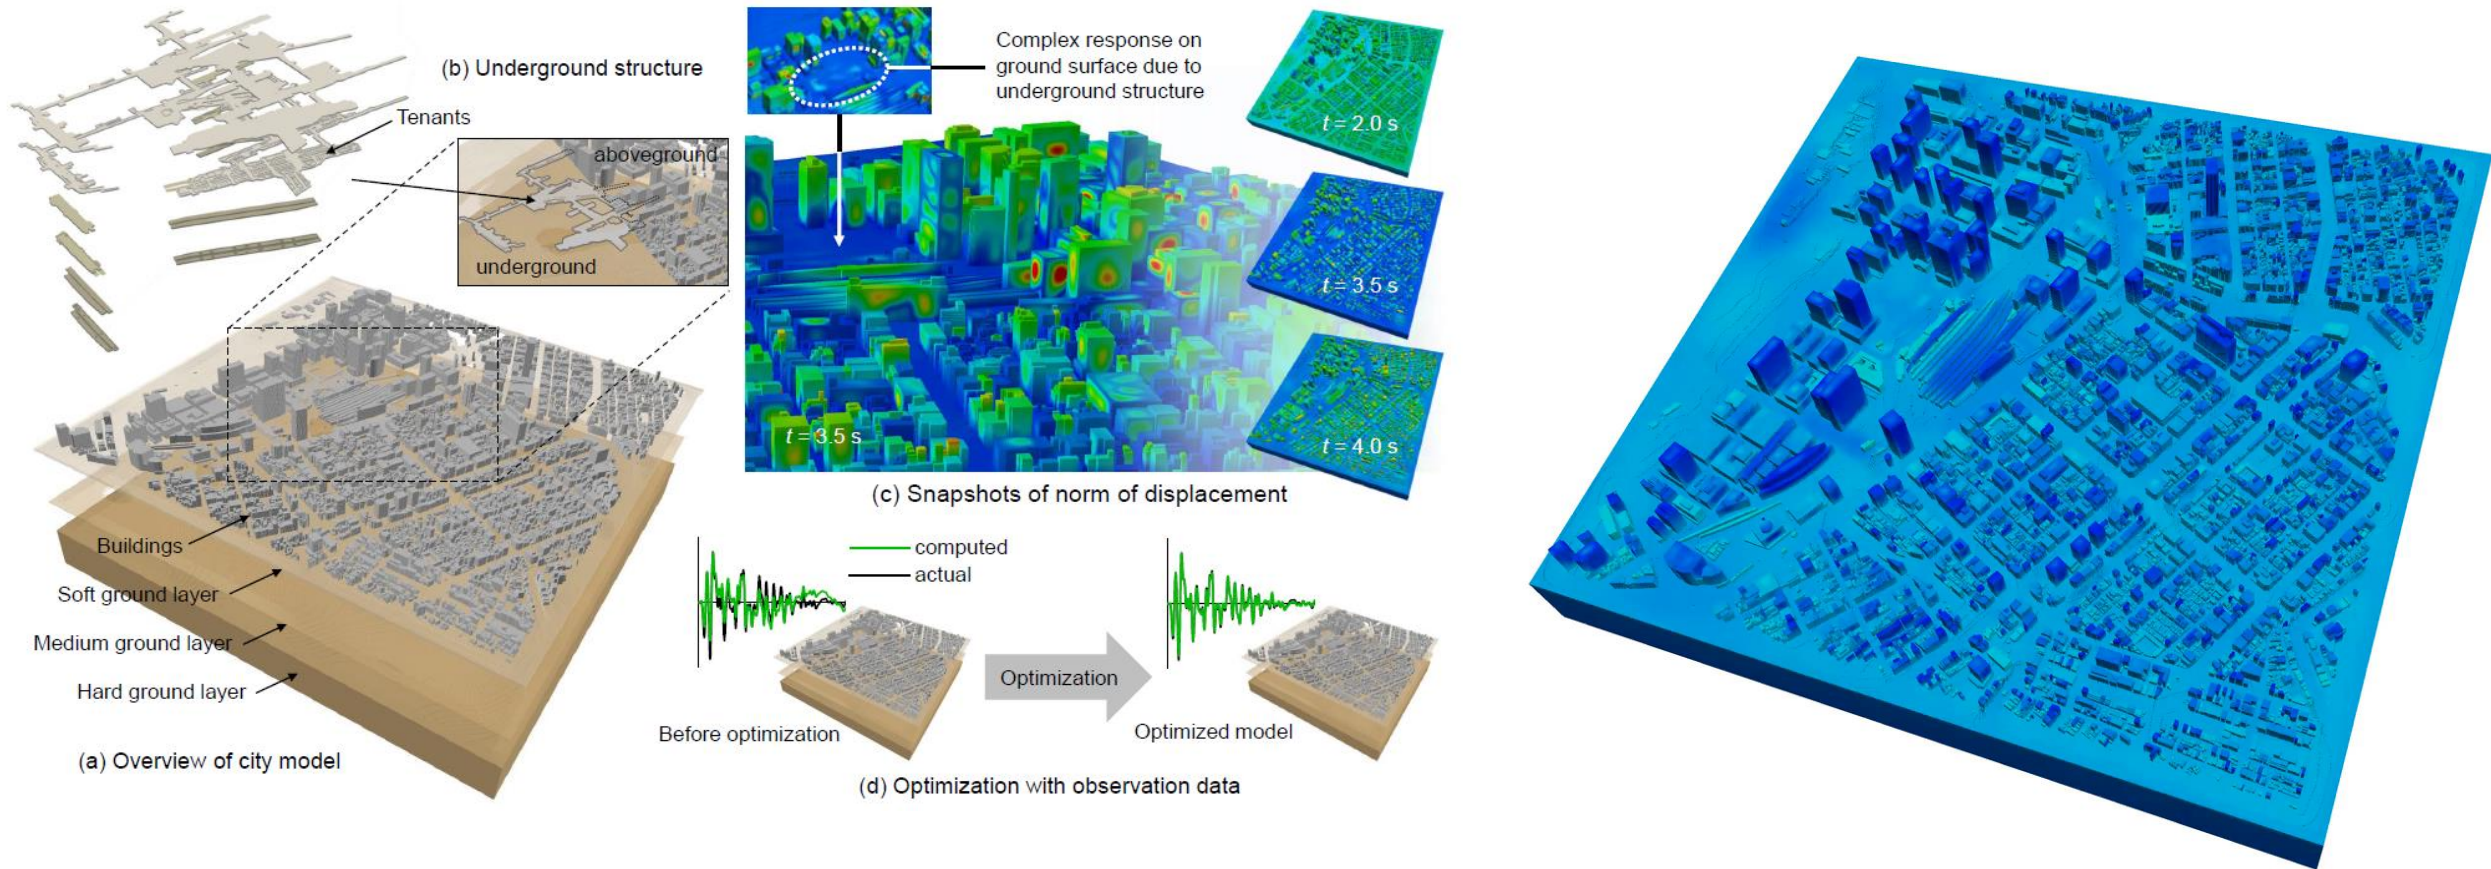 (b) Underground structure
Tenants
aboveground
underground
Buildings
Soft ground layer
Medium ground layer
Hard ground layer
(a) Overview of city model
Complex response on
ground surface due to
underground structure
t = 2.0 s
t = 3.5 s
t = 4.0 s
t = 3.5 s
(c) Snapshots of norm of displacement
computed
actual
Optimization
Before optimization
Optimized model
(d) Optimization with observation data